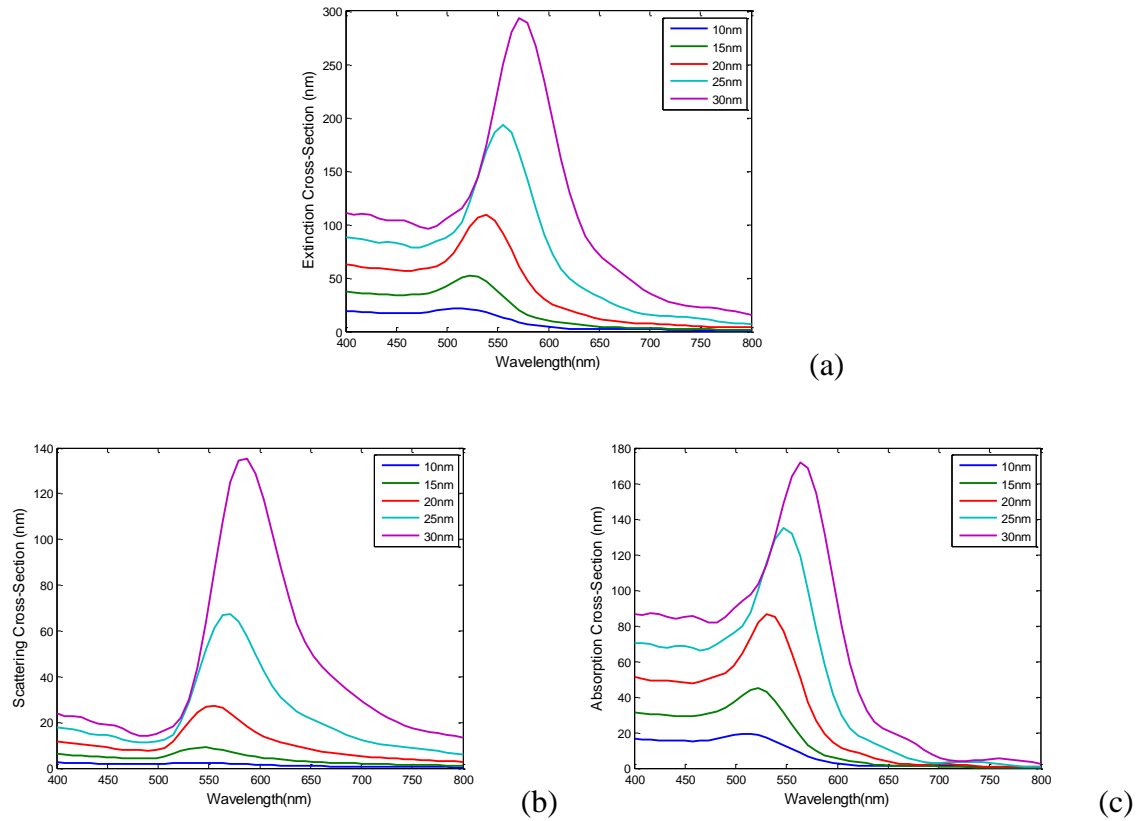 300
250
200
150
100
50
0
Extinction Cross-Section (nm)
400 450 500 550 600 650 700 750 800
Wavelength(nm)
10nm
15nm
20nm
25nm
30nm
(a)
140
120
100
80
60
40
20
0
Scattering Cross-Section (nm)
400 450 500 550 600 650 700 750 800
Wavelength(nm)
10nm
15nm
20nm
25nm
30nm
(b)
180
160
140
120
100
80
60
40
20
0
Absorption Cross-Section (nm)
400 450 500 550 600 650 700 750 800
Wavelength(nm)
10nm
15nm
20nm
25nm
30nm
(c)